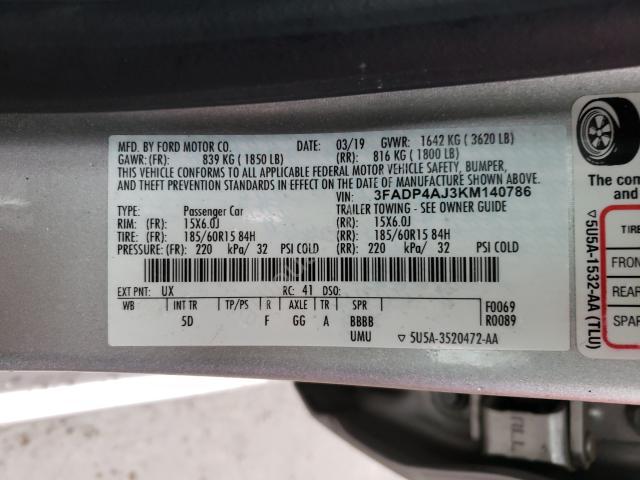 MFD. BY FORD MOTOR CO. DATE: 03/19 GVWR: 1642 KG ( 3620 LB)
GAWR: (FR): 839 KG ( 1850 LB) (RR): 816 KG ( 1800 LB)
THIS VEHICLE CONFORMS TO ALL APPLICABLE FEDERAL MOTOR VEHICLE SAFETY, BUMPER,
AND THEFT PREVENTION STANDARDS IN EFFECT ON THE
DATE OF MANUFACTURE SHOWN ABOVE.
VIN: 3FADP4AJ3KM140786
TYPE: Passenger Car TRAILER TOWING - SEE OWNER GUIDE
RIM: (FR): 15X6.0J (RR): 15X6.0J
TIRE: (FR): 185/60R15 84H (RR): 185/60R15 84H
PRESSURE: (FR): 220 kPa/ 32 PSI COLD (RR): 220 kPa/ 32 PSI COLD
EXT PNT: UX RC: 41 DSO:
WB INT TR TP/PS R AXLE TR SPR F0069
5D F GG A BBBB R0089
UMU ▽5U5A-3520472-AA
The com
and
TIRE
FRON
REAR
SPAR
▽5U5A-1532-AA (TLU)
NULL